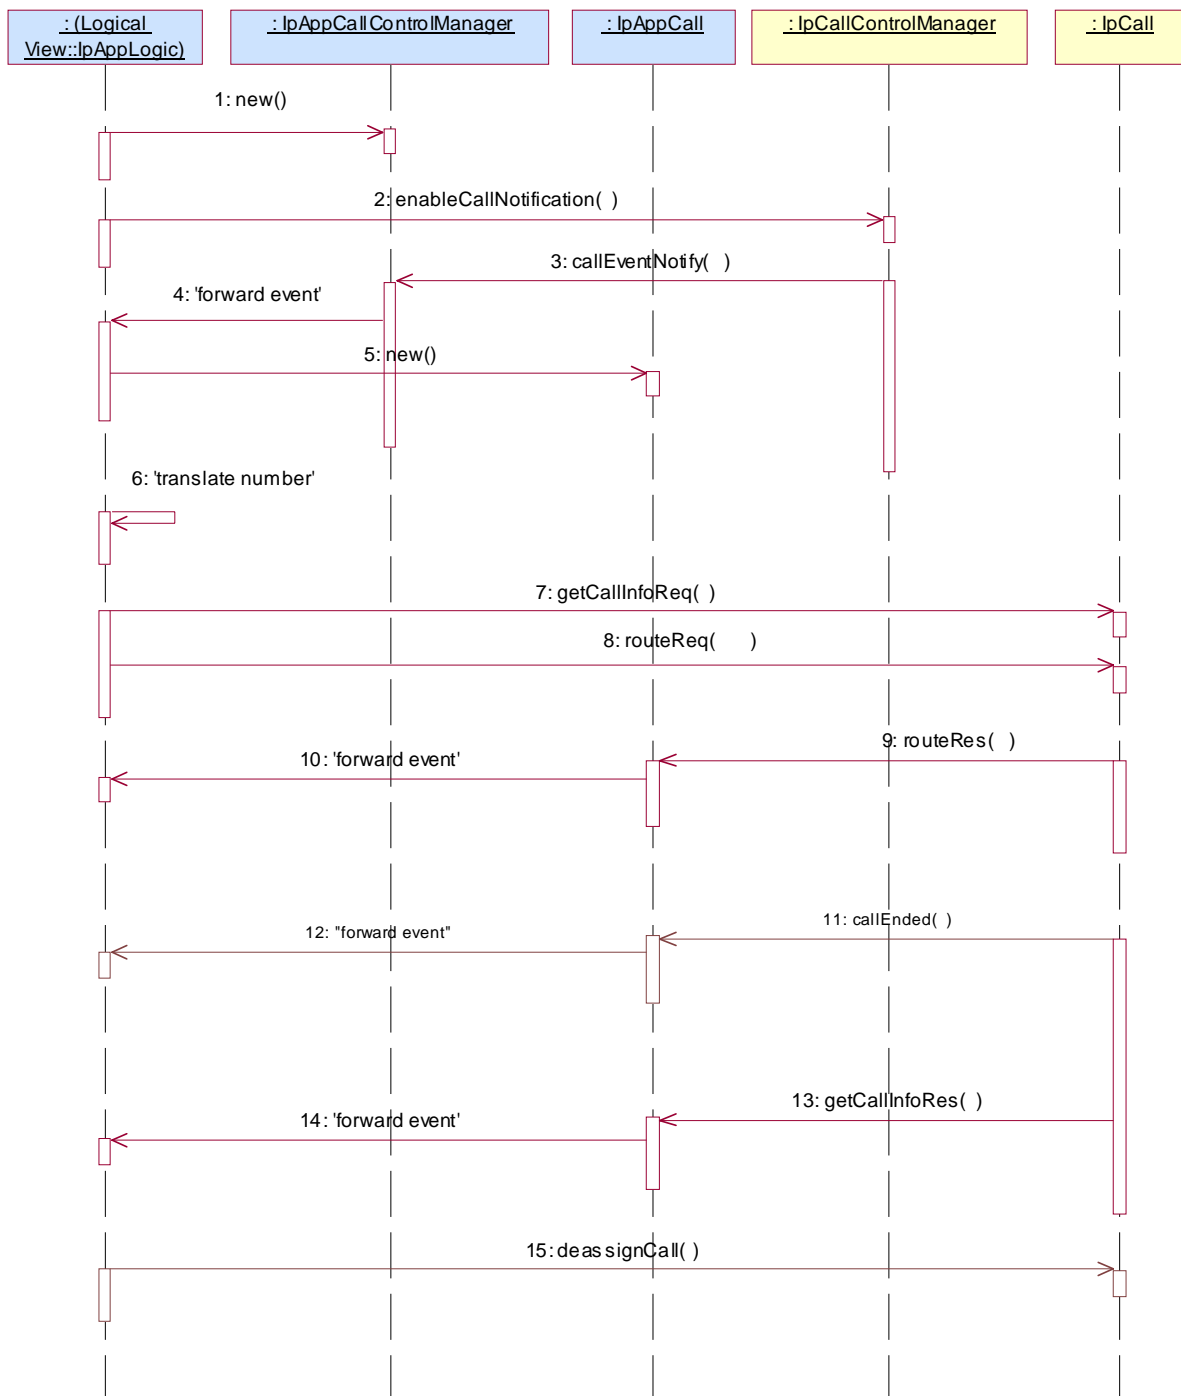 : (Logical
View::IpAppLogic)
: IpAppCallControlManager
: IpAppCall
: IpCallControlManager
: IpCall
1: new()
2: enableCallNotification( )
3: callEventNotify( )
4: 'forward event'
5: new()
6: 'translate number'
7: getCallInfoReq( )
8: routeReq( )
9: routeRes( )
10: 'forward event'
11: callEnded( )
12: "forward event"
13: getCallInfoRes( )
14: 'forward event'
15: deassignCall( )